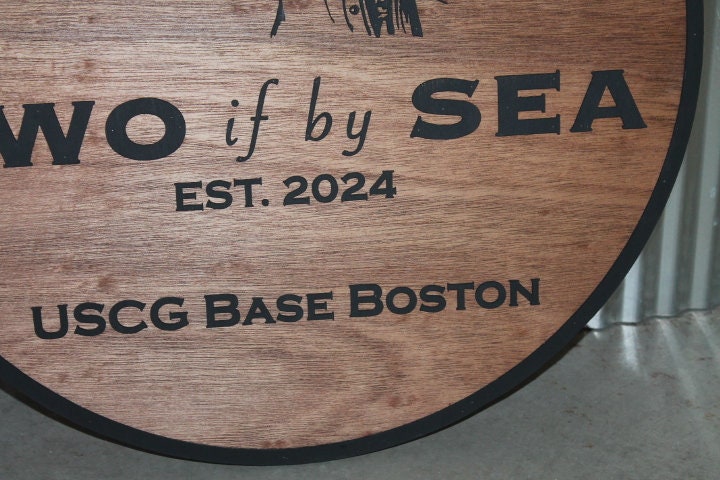 WO if by SEA
EST. 2024
USCG BASE BOSTON